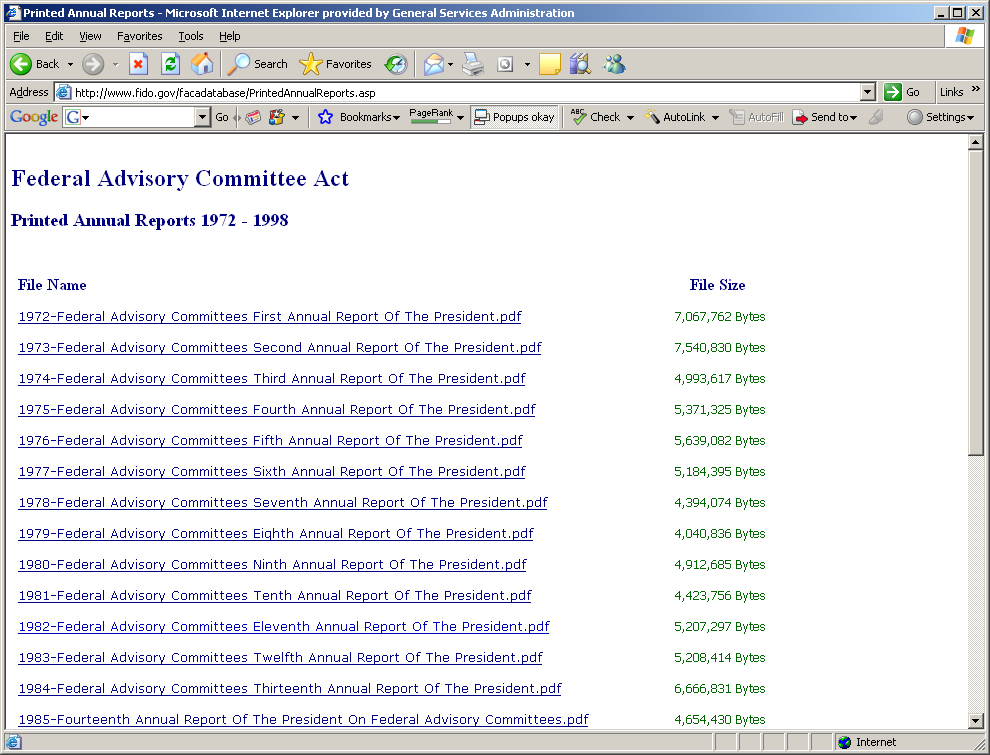 Printed Annual Reports - Microsoft Internet Explorer provided by General Services Administration
File Edit View Favorites Tools Help
Back Search Favorites
Address http://www.fido.gov/facadatabase/PrintedAnnualReports.asp Go Links »
Google G Go Bookmarks PageRank Popups okay ABC Check AutoLink AutoFill Send to Settings
Federal Advisory Committee Act
Printed Annual Reports 1972 - 1998
File Name File Size
1972-Federal Advisory Committees First Annual Report Of The President.pdf 7,067,762 Bytes
1973-Federal Advisory Committees Second Annual Report Of The President.pdf 7,540,830 Bytes
1974-Federal Advisory Committees Third Annual Report Of The President.pdf 4,993,617 Bytes
1975-Federal Advisory Committees Fourth Annual Report Of The President.pdf 5,371,325 Bytes
1976-Federal Advisory Committees Fifth Annual Report Of The President.pdf 5,639,082 Bytes
1977-Federal Advisory Committees Sixth Annual Report Of The President.pdf 5,184,395 Bytes
1978-Federal Advisory Committees Seventh Annual Report Of The President.pdf 4,394,074 Bytes
1979-Federal Advisory Committees Eighth Annual Report Of The President.pdf 4,040,836 Bytes
1980-Federal Advisory Committees Ninth Annual Report Of The President.pdf 4,912,685 Bytes
1981-Federal Advisory Committees Tenth Annual Report Of The President.pdf 4,423,756 Bytes
1982-Federal Advisory Committees Eleventh Annual Report Of The President.pdf 5,207,297 Bytes
1983-Federal Advisory Committees Twelfth Annual Report Of The President.pdf 5,208,414 Bytes
1984-Federal Advisory Committees Thirteenth Annual Report Of The President.pdf 6,666,831 Bytes
1985-Fourteenth Annual Report Of The President On Federal Advisory Committees.pdf 4,654,430 Bytes
Internet